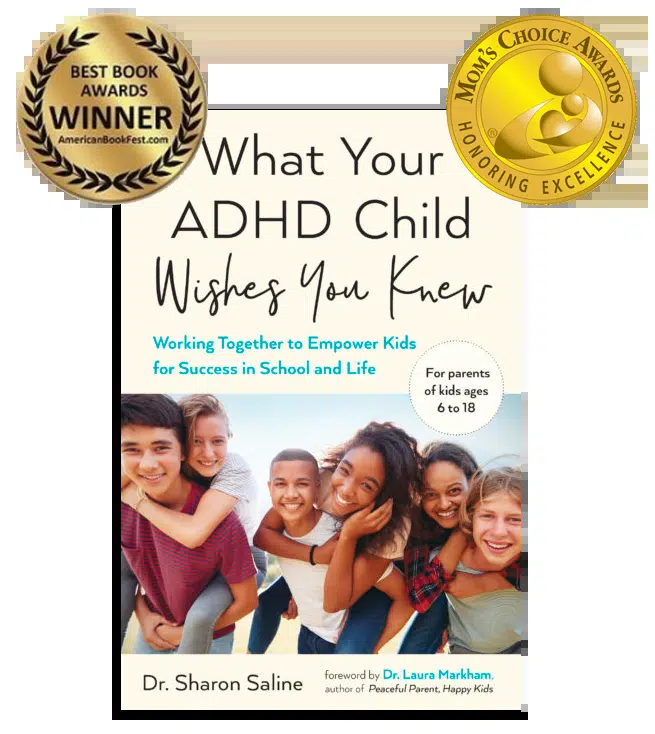 BEST BOOK
AWARDS
WINNER
AmericanBookFest.com
MOM'S CHOICE AWARDS
®
HONORING EXCELLENCE
What Your
ADHD Child
Wishes You Knew
Working Together to Empower Kids
for Success in School and Life
For parents
of kids ages
6 to 18
Dr. Sharon Saline
foreword by Dr. Laura Markham,
author of Peaceful Parent, Happy Kids